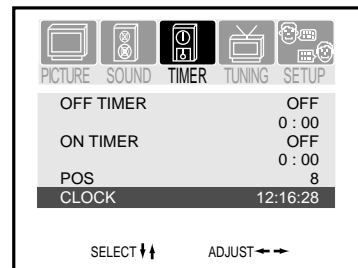 PICTURE SOUND TIMER TUNING SETUP
OFF TIMER OFF
0 : 00
ON TIMER OFF
0 : 00
POS 8
CLOCK 12:16:28
SELECT ADJUST